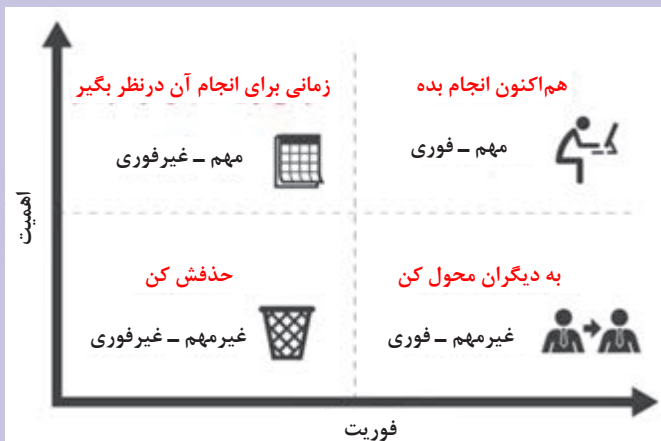 هم‌اکنون انجام بده
مهم ـ فوری
زمانی برای انجام آن درنظر بگیر
مهم ـ غیرفوری
اهمیت
به دیگران محول کن
غیرمهم ـ فوری
حذفش کن
غیرمهم ـ غیرفوری
فوریت